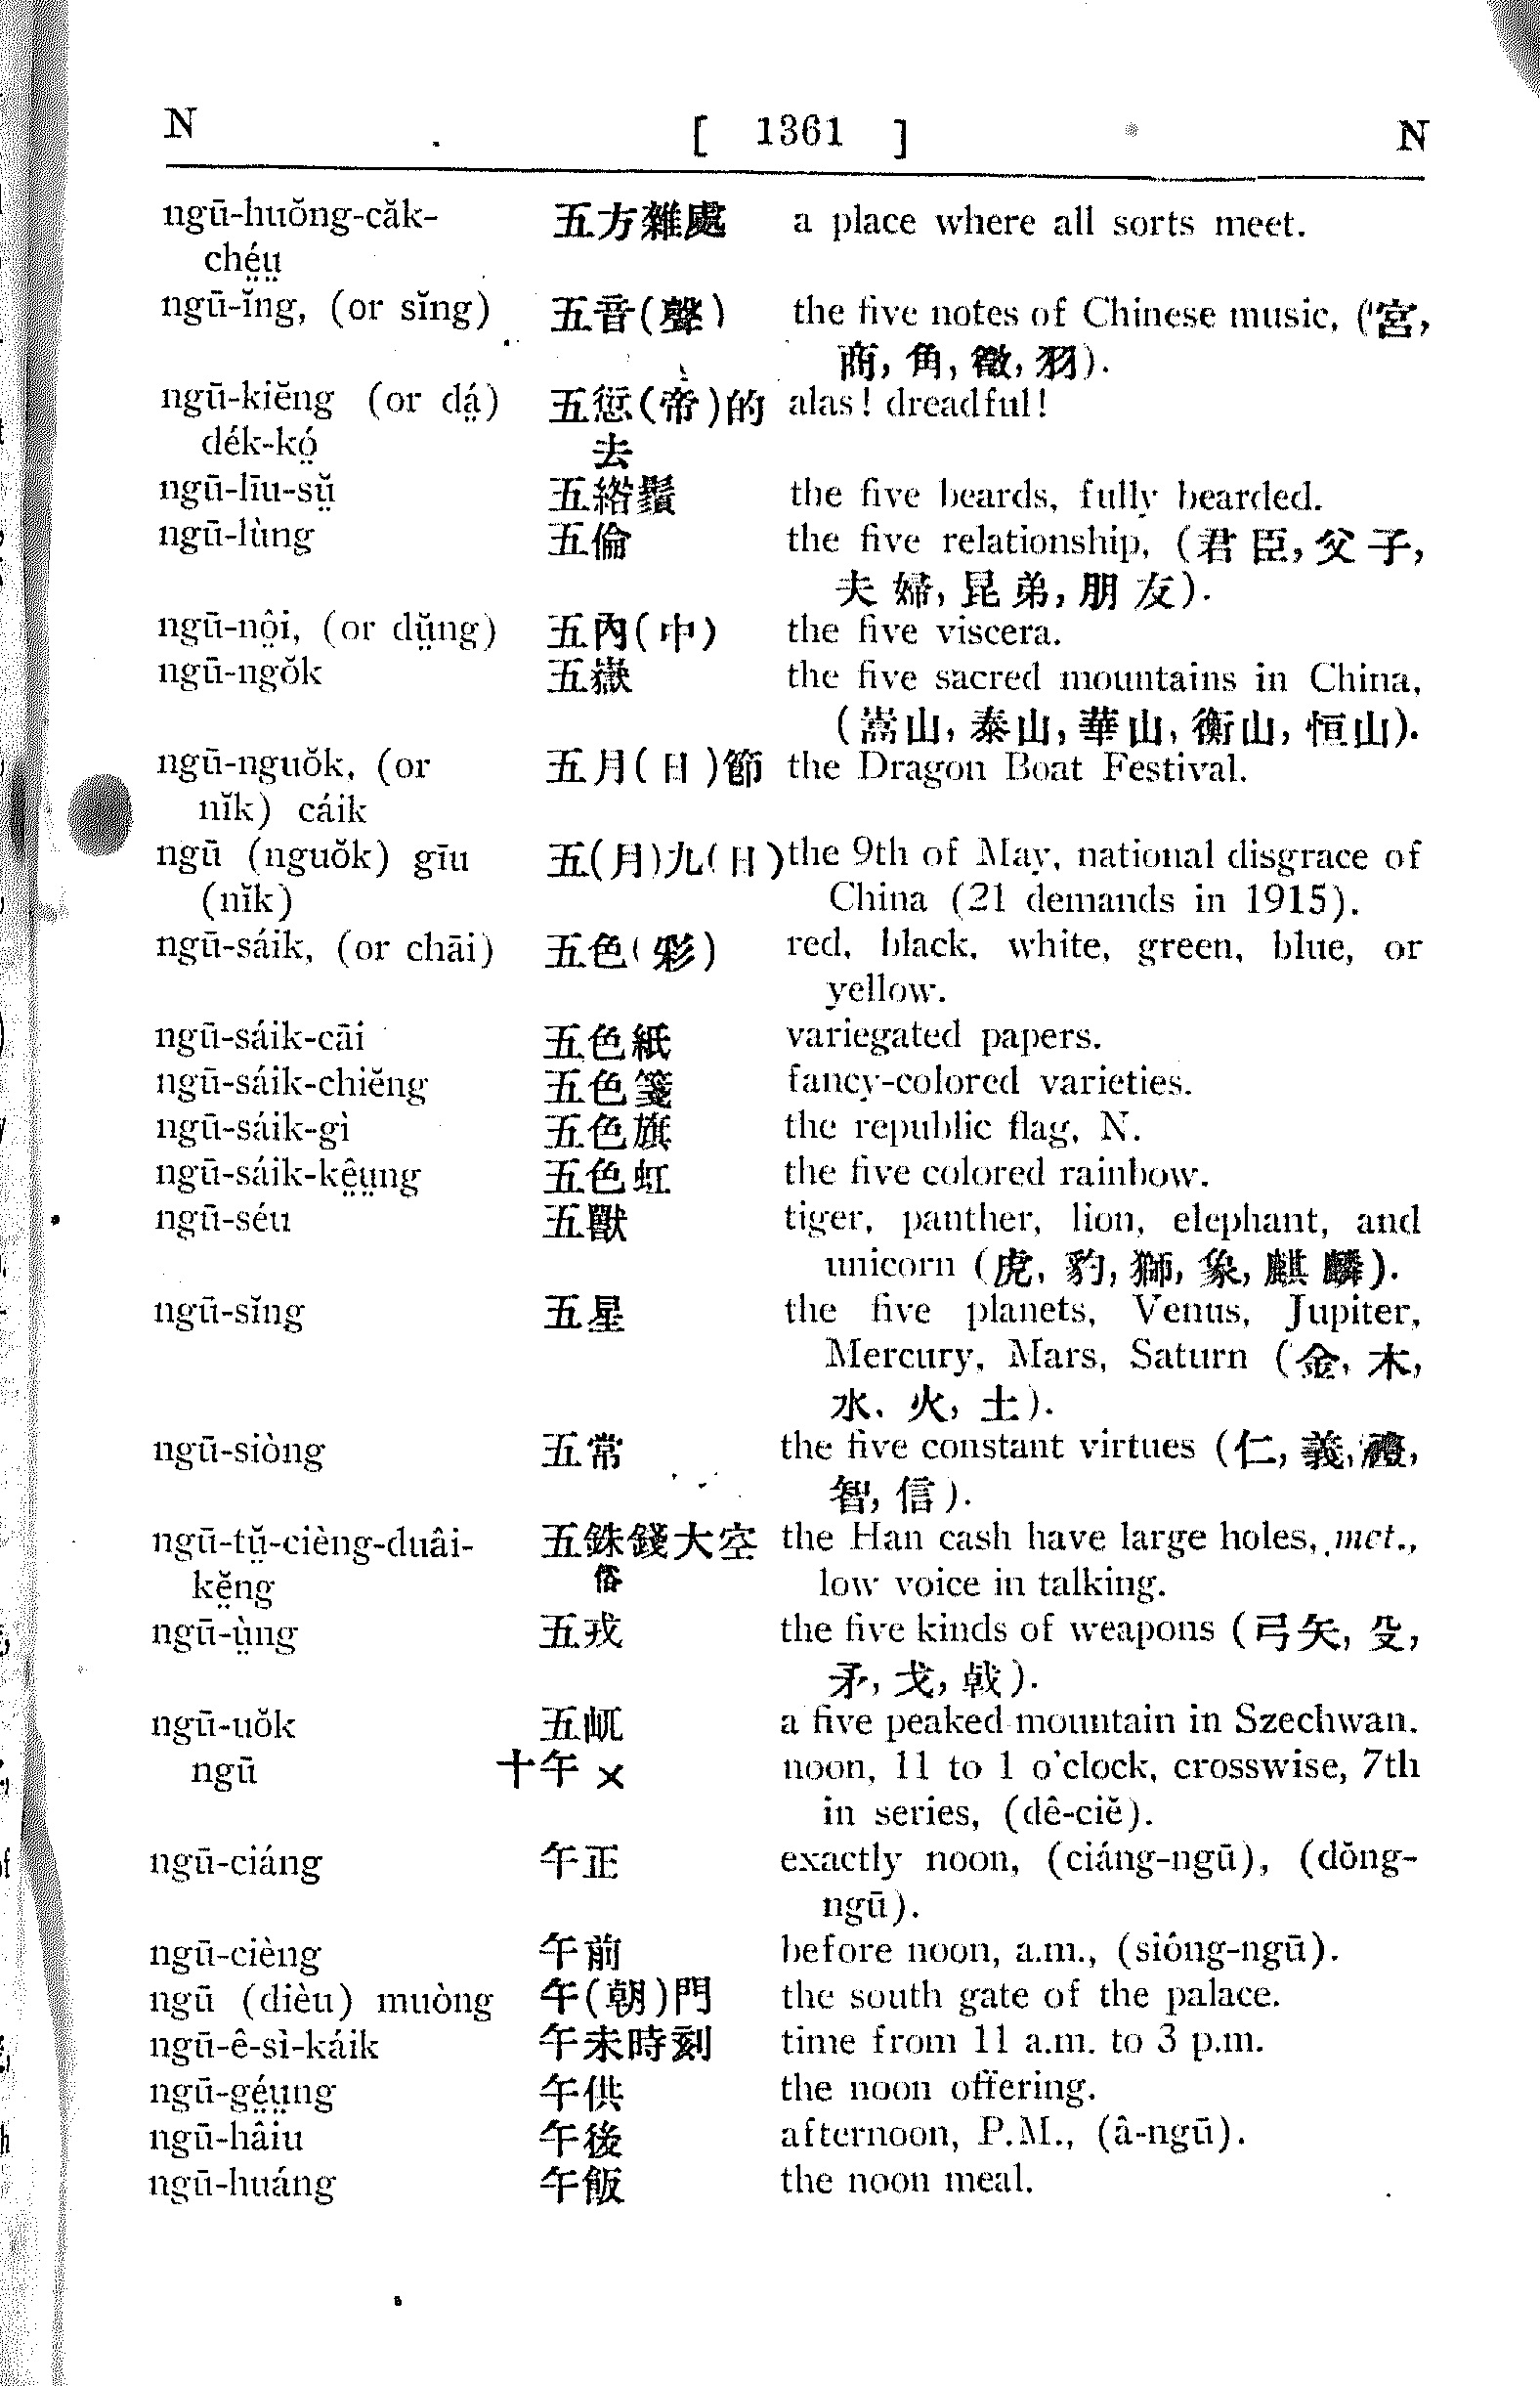 N [ 1361 ] N
ngū-huŏng-căk- 五方雜處 a place where all sorts meet.
ché̤ṳ
ngū-ĭng, (or sĭng) 五音(聲) the five notes of Chinese music, (宮,
商, 角, 徵, 羽).
ngū-kiĕng (or dá̤) 五愆(帝)的 alas! dreadful!
dék-kó̤ 去
ngū-līu-sṳ̆ 五綹鬚 the five beards, fully bearded.
ngū-lùng 五倫 the five relationship, (君臣, 父子,
夫婦, 昆弟, 朋友).
ngū-nô̤i, (or dṳ̆ng) 五內(中) the five viscera.
ngū-ngŏk 五嶽 the five sacred mountains in China,
(嵩山, 泰山, 華山, 衡山, 恒山).
ngū-nguŏk, (or 五月(日)節 the Dragon Boat Festival.
nĭk) cáik
ngū (nguŏk) gīu 五(月)九(日) the 9th of May, national disgrace of
(nĭk) China (21 demands in 1915).
ngū-sáik, (or chāi) 五色(彩) red, black, white, green, blue, or
yellow.
ngū-sáik-cāi 五色紙 variegated papers.
ngū-sáik-chiĕng 五色箋 fancy-colored varieties.
ngū-sáik-gì 五色旗 the republic flag, N.
ngū-sáik-kê̤ṳng 五色虹 the five colored rainbow.
ngū-séu 五獸 tiger, panther, lion, elephant, and
unicorn (虎, 豹, 獅, 象, 麒麟).
ngū-sĭng 五星 the five planets, Venus, Jupiter,
Mercury, Mars, Saturn (金, 木,
水, 火, 土).
ngū-siòng 五常 the five constant virtues (仁, 義, 禮,
智, 信).
ngū-tṳ̆-cièng-duâi- 五銖錢大空 the Han cash have large holes, met.,
kĕ̤ng 俗 low voice in talking.
ngū-ṳ̀ng 五戎 the five kinds of weapons (弓矢, 殳,
矛, 戈, 戟).
ngū-uŏk 五屼 a five peaked mountain in Szechwan.
ngū 十午 × noon, 11 to 1 o'clock, crosswise, 7th
in series, (dê-ciĕ).
ngū-ciáng 午正 exactly noon, (ciáng-ngū), (dŏng-
ngū).
ngū-cièng 午前 before noon, a.m., (siông-ngū).
ngū (dièu) muòng 午(朝)門 the south gate of the palace.
ngū-ê-sì-káik 午未時刻 time from 11 a.m. to 3 p.m.
ngū-gé̤ṳng 午供 the noon offering.
ngū-hâiu 午後 afternoon, P.M., (â-ngū).
ngū-huáng 午飯 the noon meal.